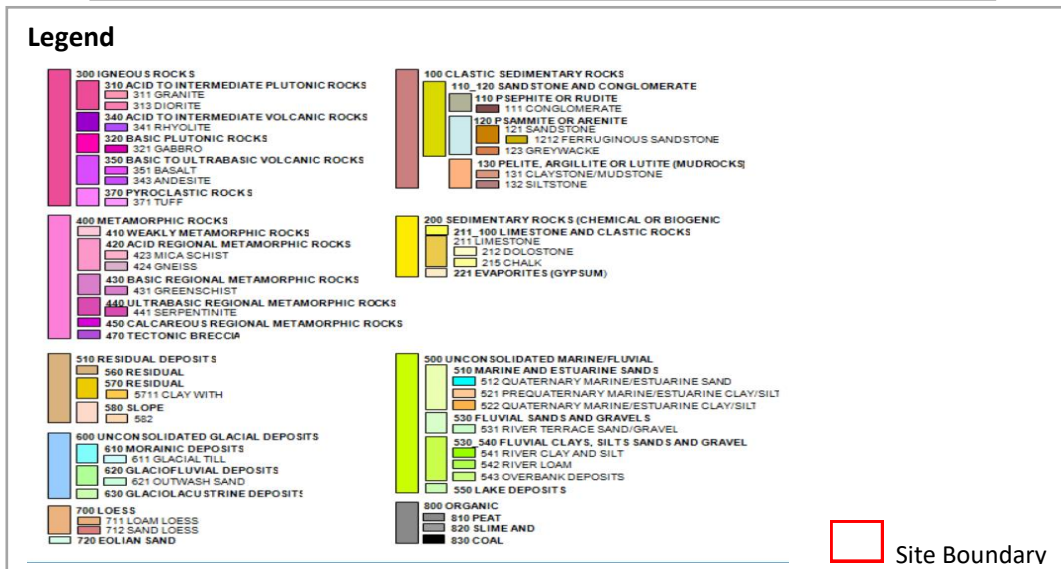 Legend
300 IGNEOUS ROCKS
310 ACID TO INTERMEDIATE PLUTONIC ROCKS
311 GRANITE
313 DIORITE
340 ACID TO INTERMEDIATE VOLCANIC ROCKS
341 RHYOLITE
320 BASIC PLUTONIC ROCKS
321 GABBRO
350 BASIC TO ULTRABASIC VOLCANIC ROCKS
351 BASALT
343 ANDESITE
370 PYROCLASTIC ROCKS
371 TUFF
400 METAMORPHIC ROCKS
410 WEAKLY METAMORPHIC ROCKS
420 ACID REGIONAL METAMORPHIC ROCKS
423 MICA SCHIST
424 GNEISS
430 BASIC REGIONAL METAMORPHIC ROCKS
431 GREENSCHIST
440 ULTRABASIC REGIONAL METAMORPHIC ROCKS
441 SERPENTINITE
450 CALCAREOUS REGIONAL METAMORPHIC ROCKS
470 TECTONIC BRECCIA
510 RESIDUAL DEPOSITS
560 RESIDUAL
570 RESIDUAL
5711 CLAY WITH
580 SLOPE
582
600 UNCONSOLIDATED GLACIAL DEPOSITS
610 MORAINIC DEPOSITS
611 GLACIAL TILL
620 GLACIOFLUVIAL DEPOSITS
621 OUTWASH SAND
630 GLACIOLACUSTRINE DEPOSITS
700 LOESS
711 LOAM LOESS
712 SAND LOESS
720 EOLIAN SAND
100 CLASTIC SEDIMENTARY ROCKS
110_120 SANDSTONE AND CONGLOMERATE
110 PSEPHITE OR RUDITE
111 CONGLOMERATE
120 PSAMMITE OR ARENITE
121 SANDSTONE
1212 FERRUGINOUS SANDSTONE
123 GREYWACKE
130 PELITE, ARGILLITE OR LUTITE (MUDROCKS)
131 CLAYSTONE/MUDSTONE
132 SILTSTONE
200 SEDIMENTARY ROCKS (CHEMICAL OR BIOGENIC
211_100 LIMESTONE AND CLASTIC ROCKS
211 LIMESTONE
212 DOLOSTONE
215 CHALK
221 EVAPORITES (GYPSUM)
500 UNCONSOLIDATED MARINE/FLUVIAL
510 MARINE AND ESTUARINE SANDS
512 QUATERNARY MARINE/ESTUARINE SAND
521 PREQUATERNARY MARINE/ESTUARINE CLAY/SILT
522 QUATERNARY MARINE/ESTUARINE CLAY/SILT
530 FLUVIAL SANDS AND GRAVELS
531 RIVER TERRACE SAND/GRAVEL
530_540 FLUVIAL CLAYS, SILTS SANDS AND GRAVEL
541 RIVER CLAY AND SILT
542 RIVER LOAM
543 OVERBANK DEPOSITS
550 LAKE DEPOSITS
800 ORGANIC
810 PEAT
820 SLIME AND
830 COAL
Site Boundary